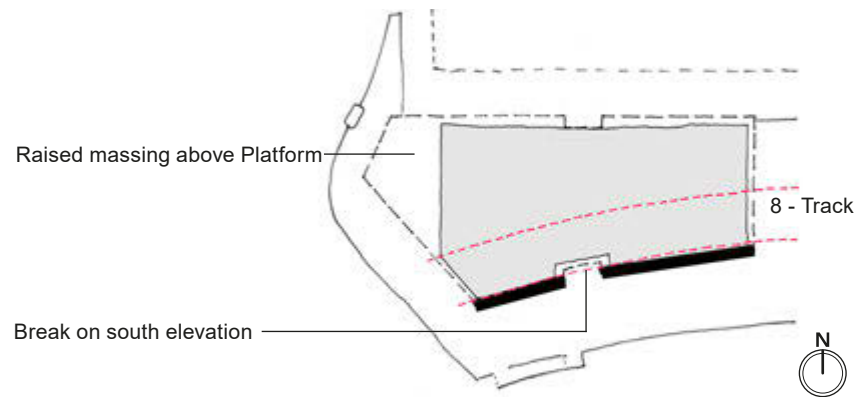 Raised massing above Platform
8 - Track
Break on south elevation
N